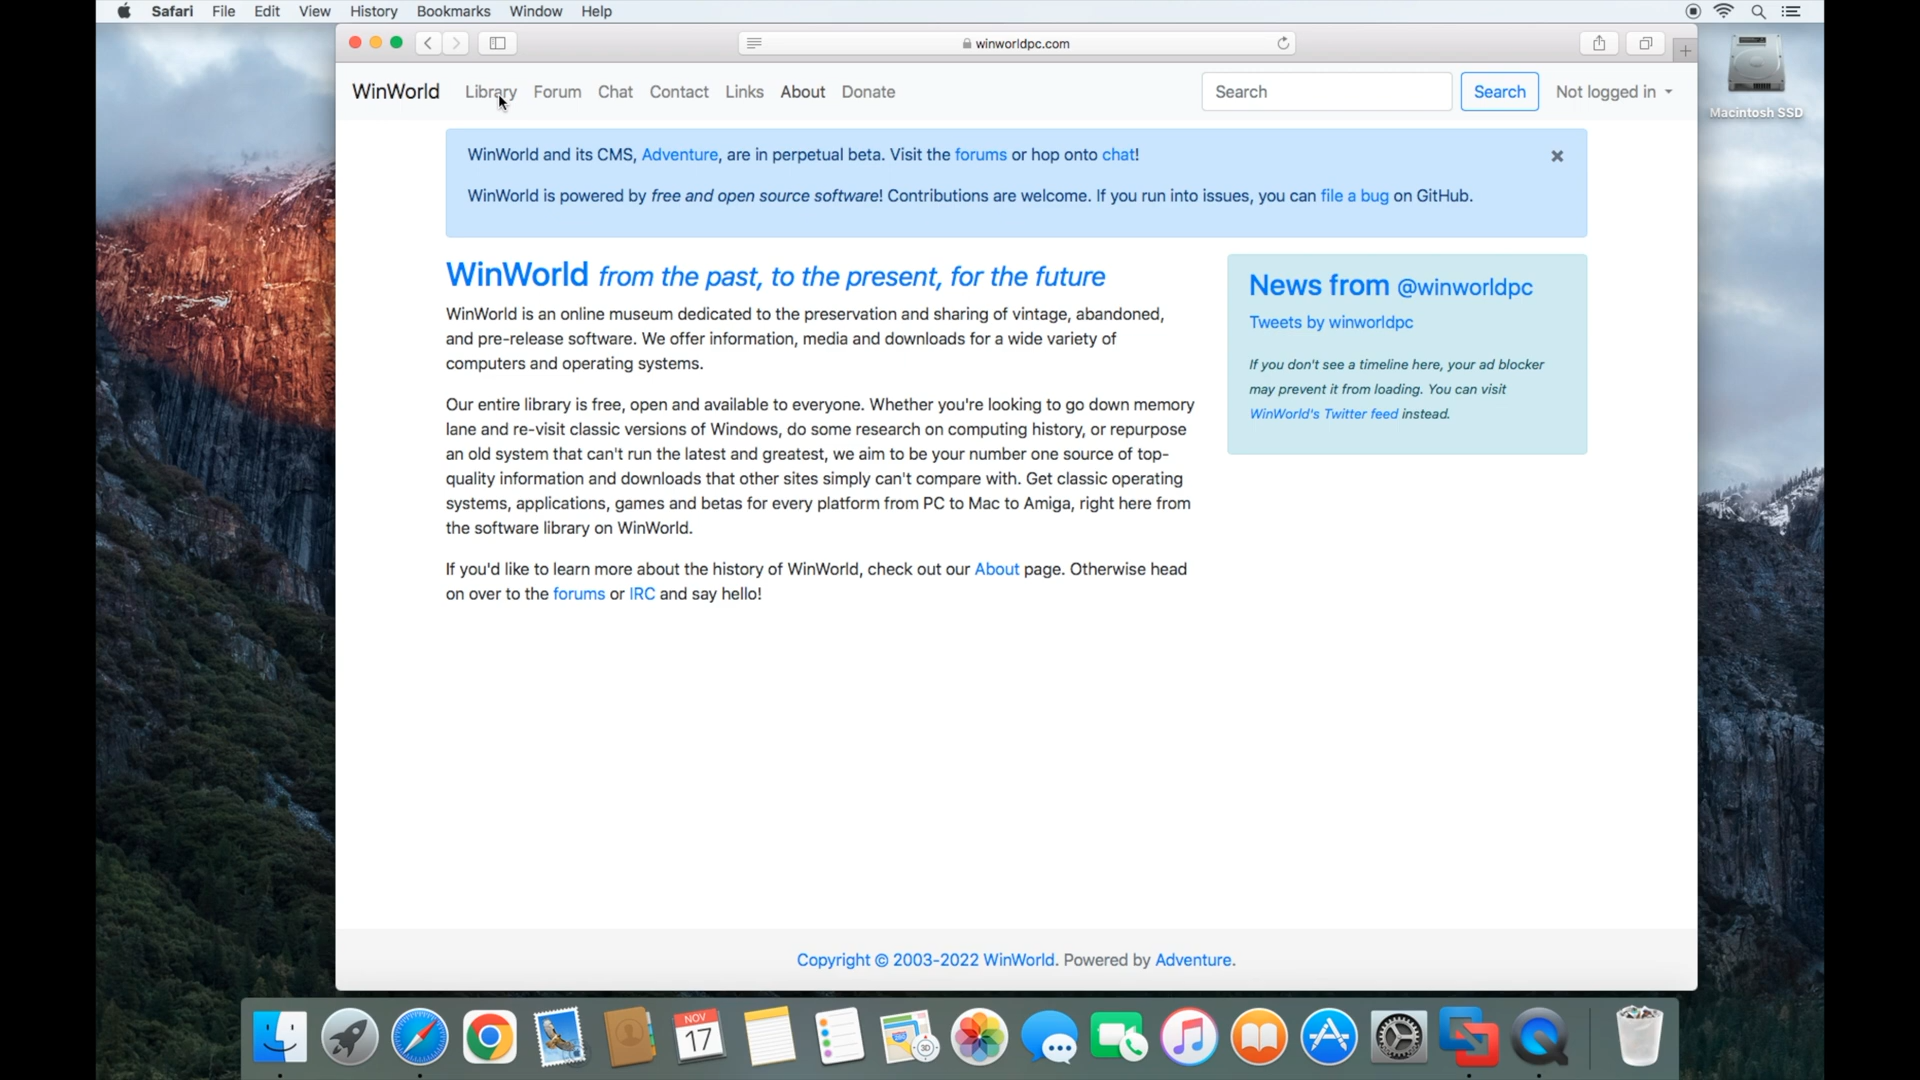 Safari File Edit View History Bookmarks Window Help
winworldpc.com
Macintosh SSD
WinWorld Library Forum Chat Contact Links About Donate Search Search Not logged in
WinWorld and its CMS, Adventure, are in perpetual beta. Visit the forums or hop onto chat!
WinWorld is powered by free and open source software! Contributions are welcome. If you run into issues, you can file a bug on GitHub.
WinWorld from the past, to the present, for the future
WinWorld is an online museum dedicated to the preservation and sharing of vintage, abandoned,
and pre-release software. We offer information, media and downloads for a wide variety of
computers and operating systems.
Our entire library is free, open and available to everyone. Whether you're looking to go down memory
lane and re-visit classic versions of Windows, do some research on computing history, or repurpose
an old system that can't run the latest and greatest, we aim to be your number one source of top-
quality information and downloads that other sites simply can't compare with. Get classic operating
systems, applications, games and betas for every platform from PC to Mac to Amiga, right here from
the software library on WinWorld.
If you'd like to learn more about the history of WinWorld, check out our About page. Otherwise head
on over to the forums or IRC and say hello!
News from @winworldpc
Tweets by winworldpc
If you don't see a timeline here, your ad blocker
may prevent it from loading. You can visit
WinWorld's Twitter feed instead.
Copyright © 2003-2022 WinWorld. Powered by Adventure.
NOV
17
3D